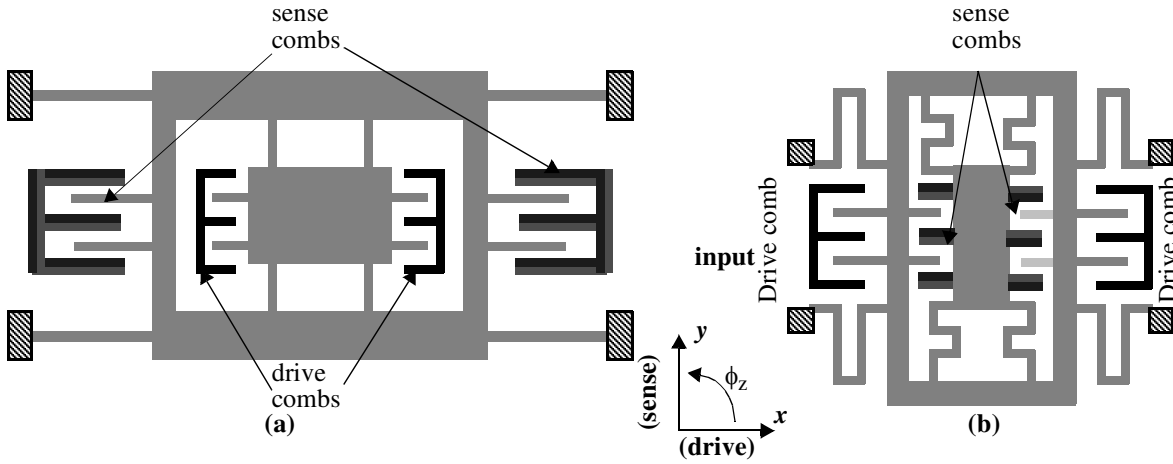 sense
combs
sense
combs
Drive comb
input
Drive comb
drive
combs
(a)
y
(sense)
ϕz
x
(drive)
(b)